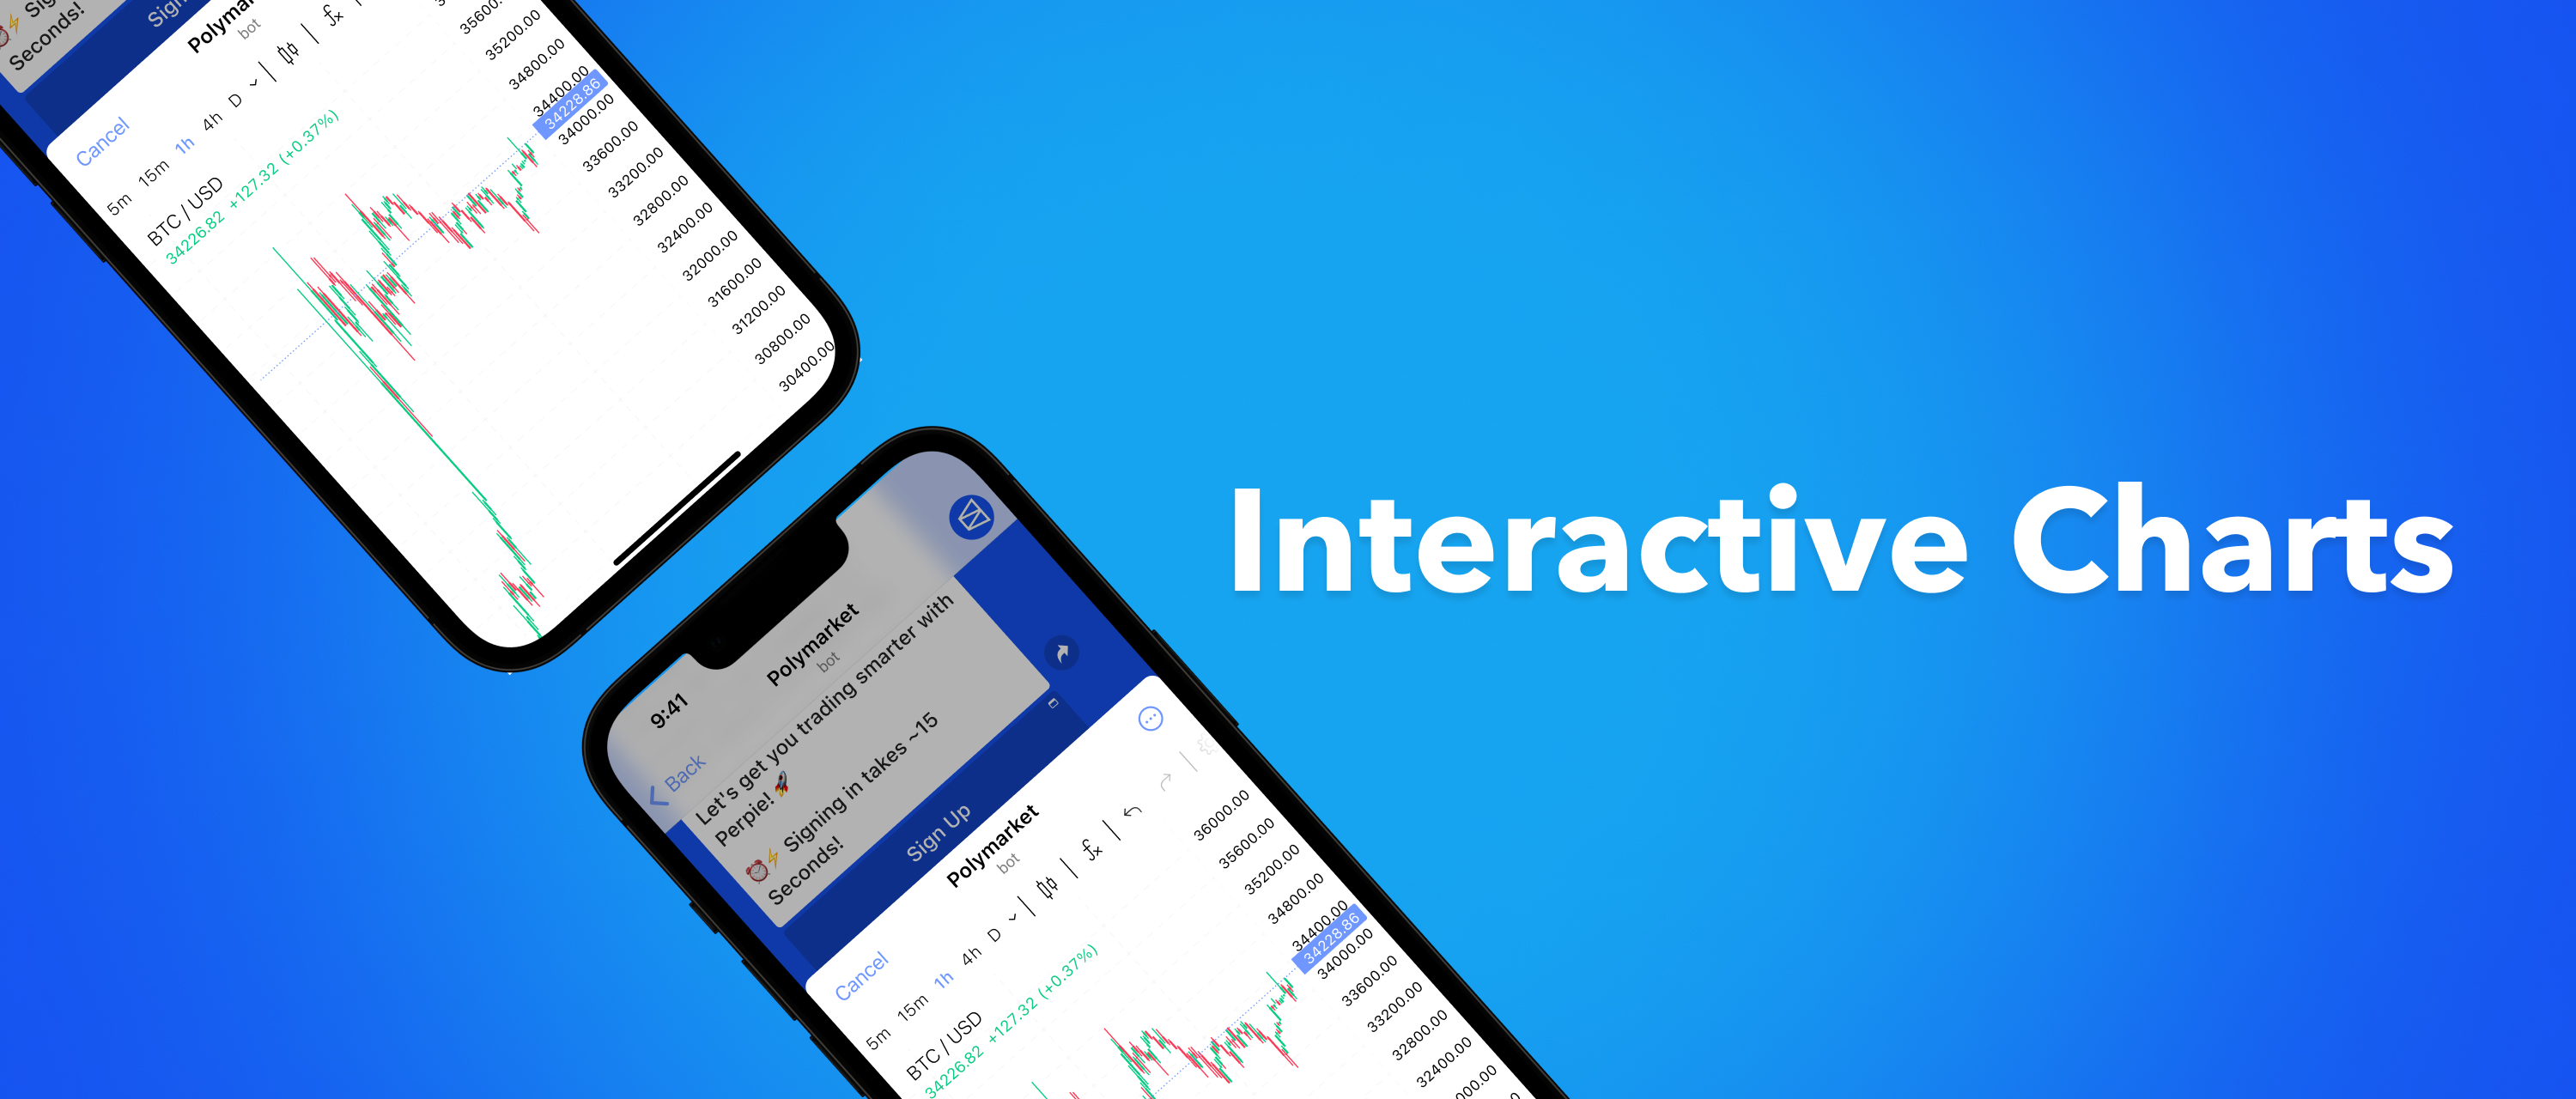 Seconds!
Polymar
bot
Cancel
5m 15m 1h 4h D
BTC / USD
34226.82 +127.32 (+0.37%)
35600.
35200.00
34800.00
34400.00
34228.86
34000.00
33600.00
33200.00
32800.00
32400.00
32000.00
31600.00
31200.00
30800.00
30400.00
Interactive Charts
9:41
Polymarket
bot
Back
Let's get you trading smarter with
Perpie! 🚀
⏰⚡ Signing in takes ~15
Seconds!
Sign Up
Polymarket
bot
Cancel
5m 15m 1h 4h D
BTC / USD
34226.82 +127.32 (+0.37%)
36000.00
35600.00
35200.00
34800.00
34400.00
34228.86
34000.00
33600.00
33200.00
32800.00
32400.00